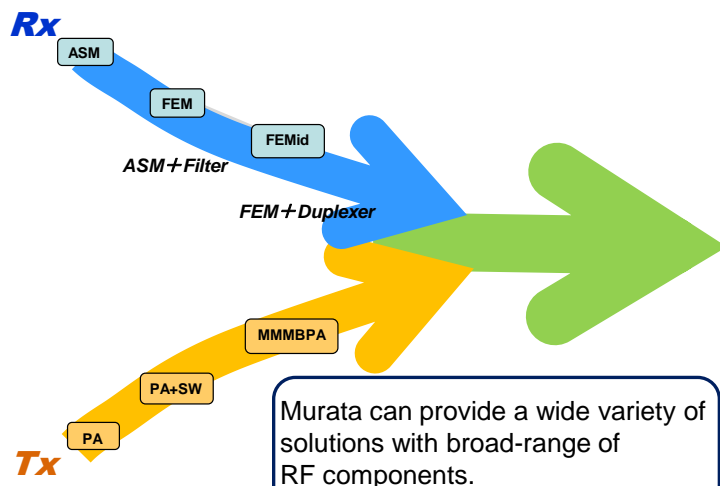 Rx
ASM
FEM
FEMid
ASM＋Filter
FEM＋Duplexer
MMMBPA
PA+SW
PA
Tx
Murata can provide a wide variety of
solutions with broad-range of
RF components.